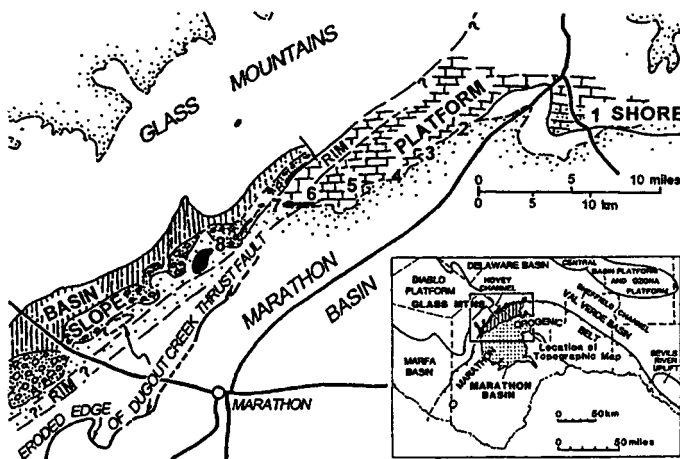 GLASS MOUNTAINS
?
RIM
?
PLATFORM
SHORE
1
2
3
4
5
6
7
8
0 5 10 miles
0 5 10 km
BASIN
SLOPE
? RIM ?
ERODED EDGE OF DUGOUT CREEK THRUST FAULT
MARATHON BASIN
MARATHON
DELAWARE BASIN
CENTRAL
BASIN PLATFORM
AND OZONA
PLATFORM
DIABLO
PLATFORM
HOVEY
CHANNEL
SHEFFIELD CHANNEL
GLASS MTNS.
VAL VERDE BASIN
OROGENIC
BELT
Location of
Topographic Map
MARFA
BASIN
MARATHON
MARATHON
BASIN
DEVILS
RIVER
UPLIFT
0 50km
0 50miles